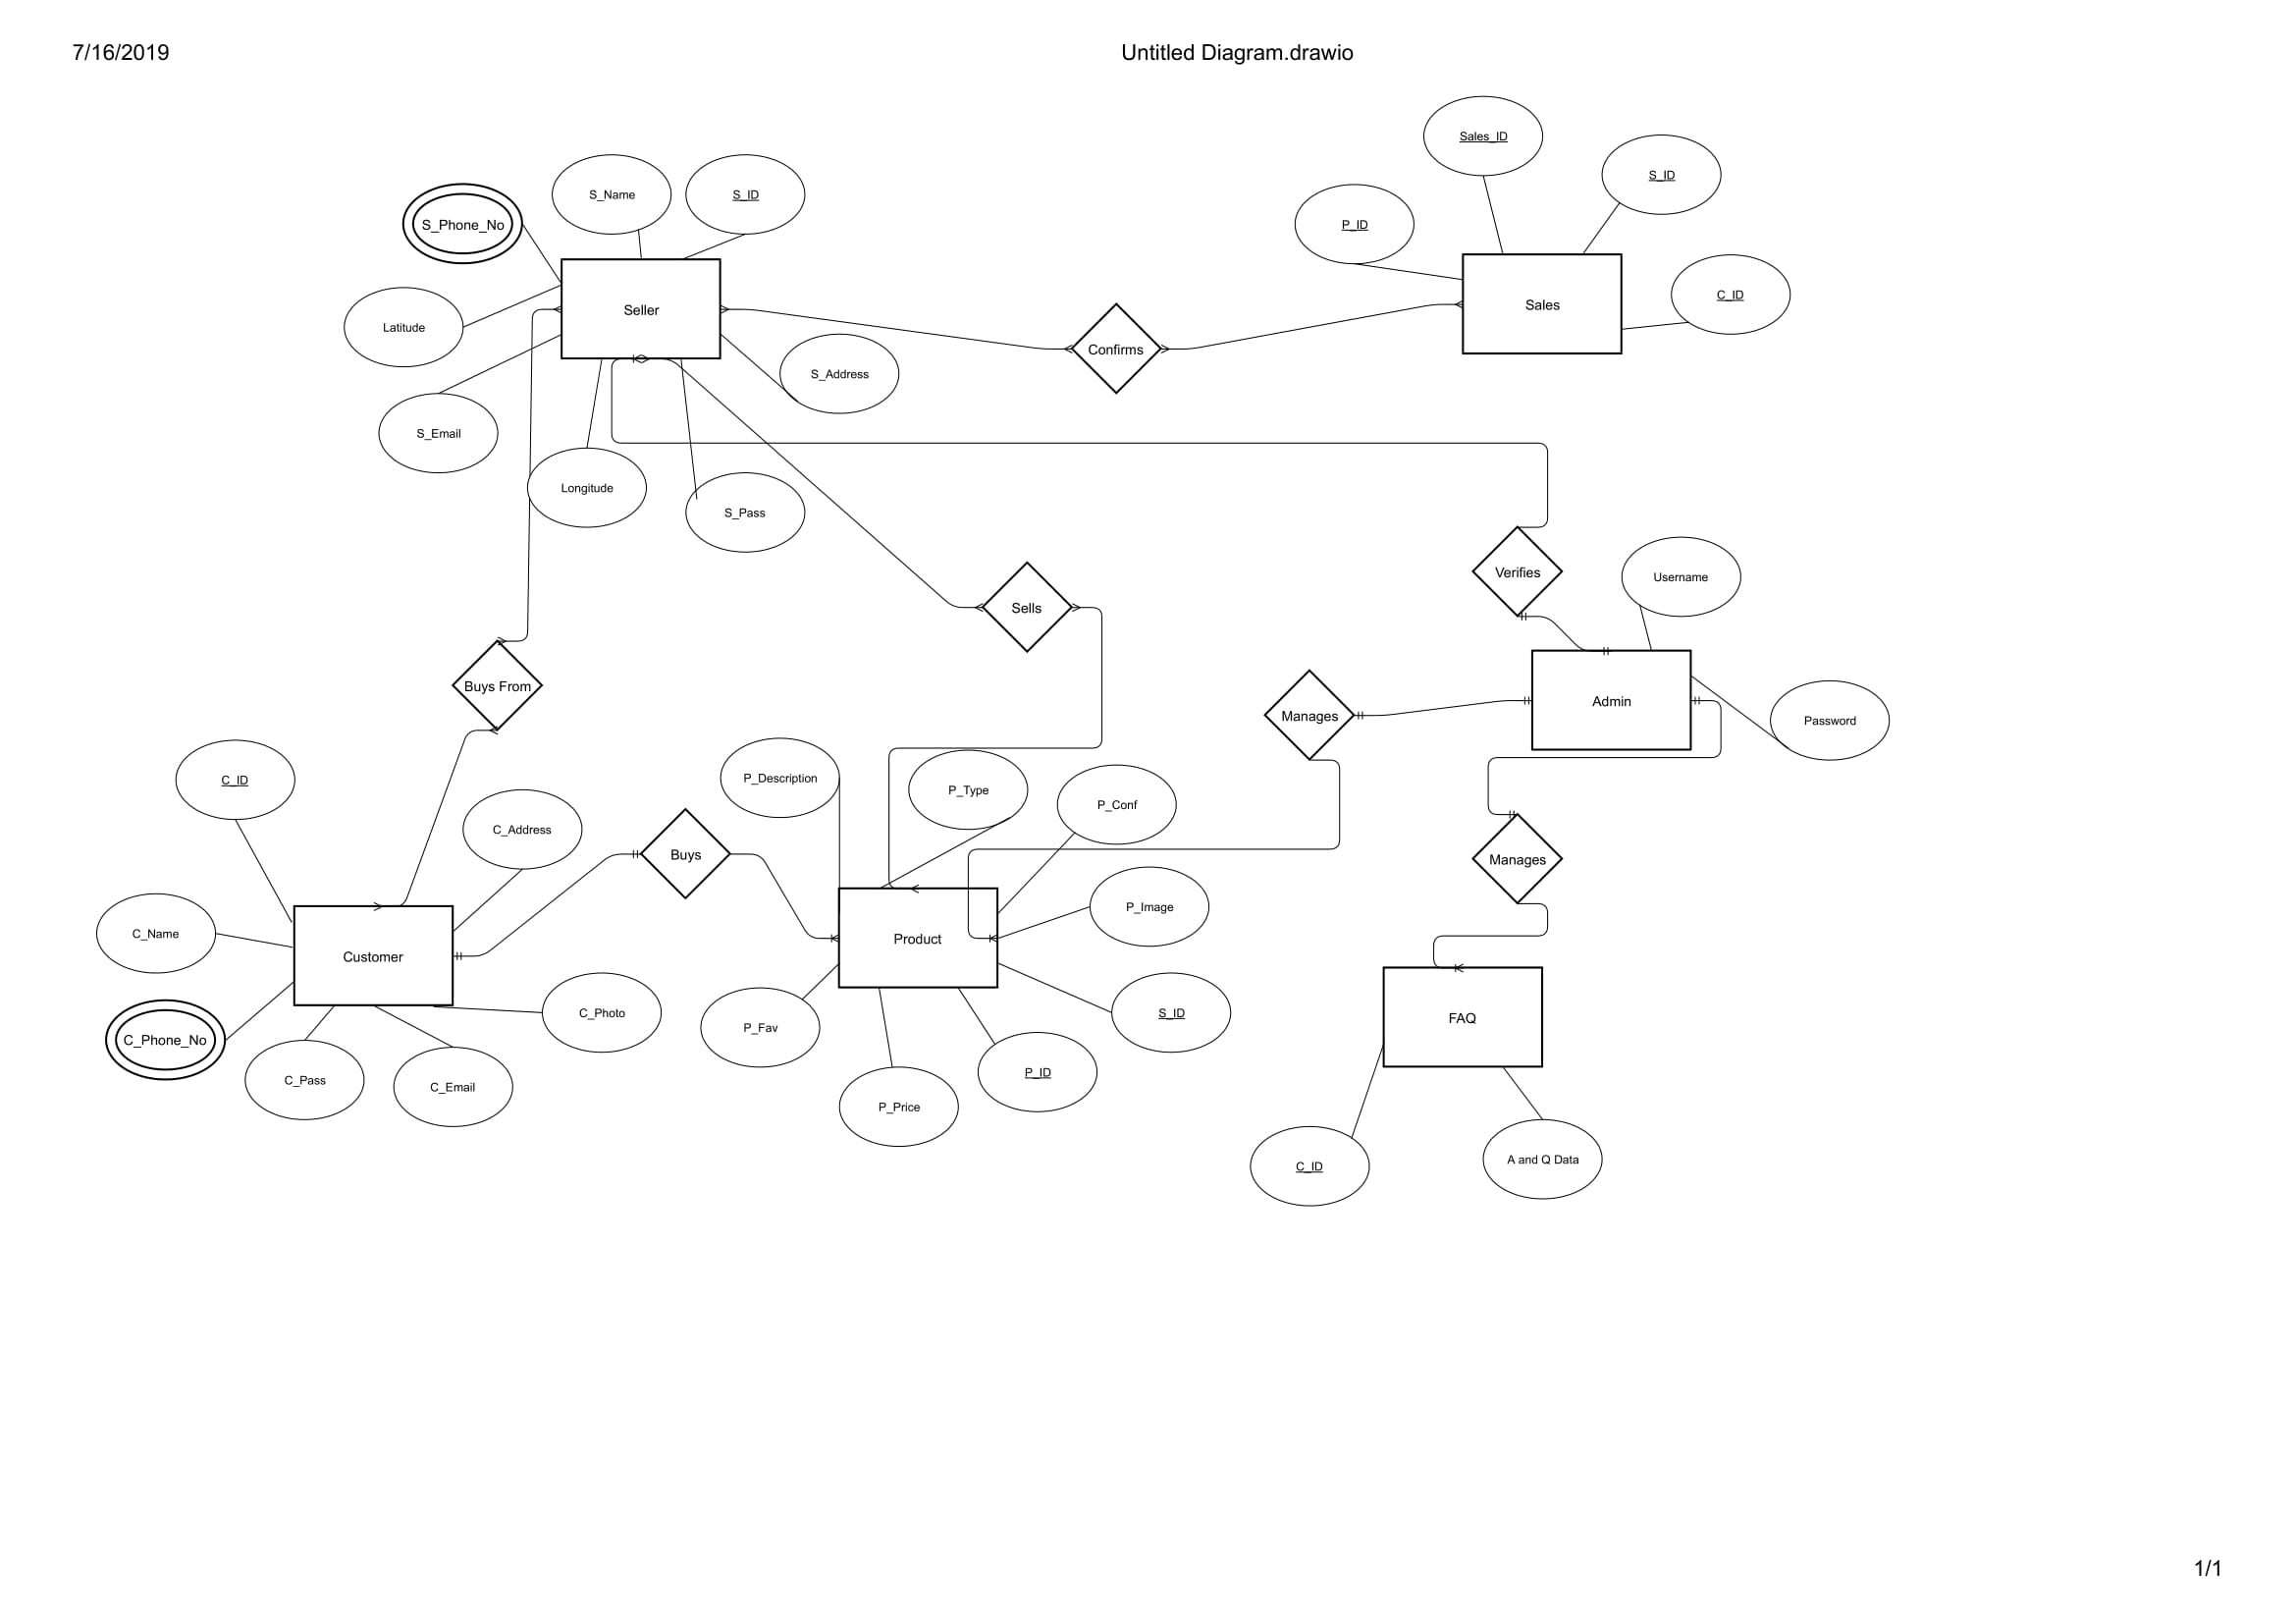 7/16/2019
Untitled Diagram.drawio
Sales_ID
S_ID
P_ID
C_ID
Sales
S_Name
S_ID
S_Phone_No
Latitude
Seller
S_Email
Longitude
S_Pass
S_Address
Confirms
Verifies
Username
Sells
Buys From
Admin
Password
Manages
Manages
C_ID
C_Address
C_Name
Customer
C_Phone_No
C_Pass
C_Email
C_Photo
Buys
P_Description
P_Type
P_Conf
P_Image
Product
P_Fav
P_Price
P_ID
S_ID
FAQ
C_ID
A and Q Data
1/1